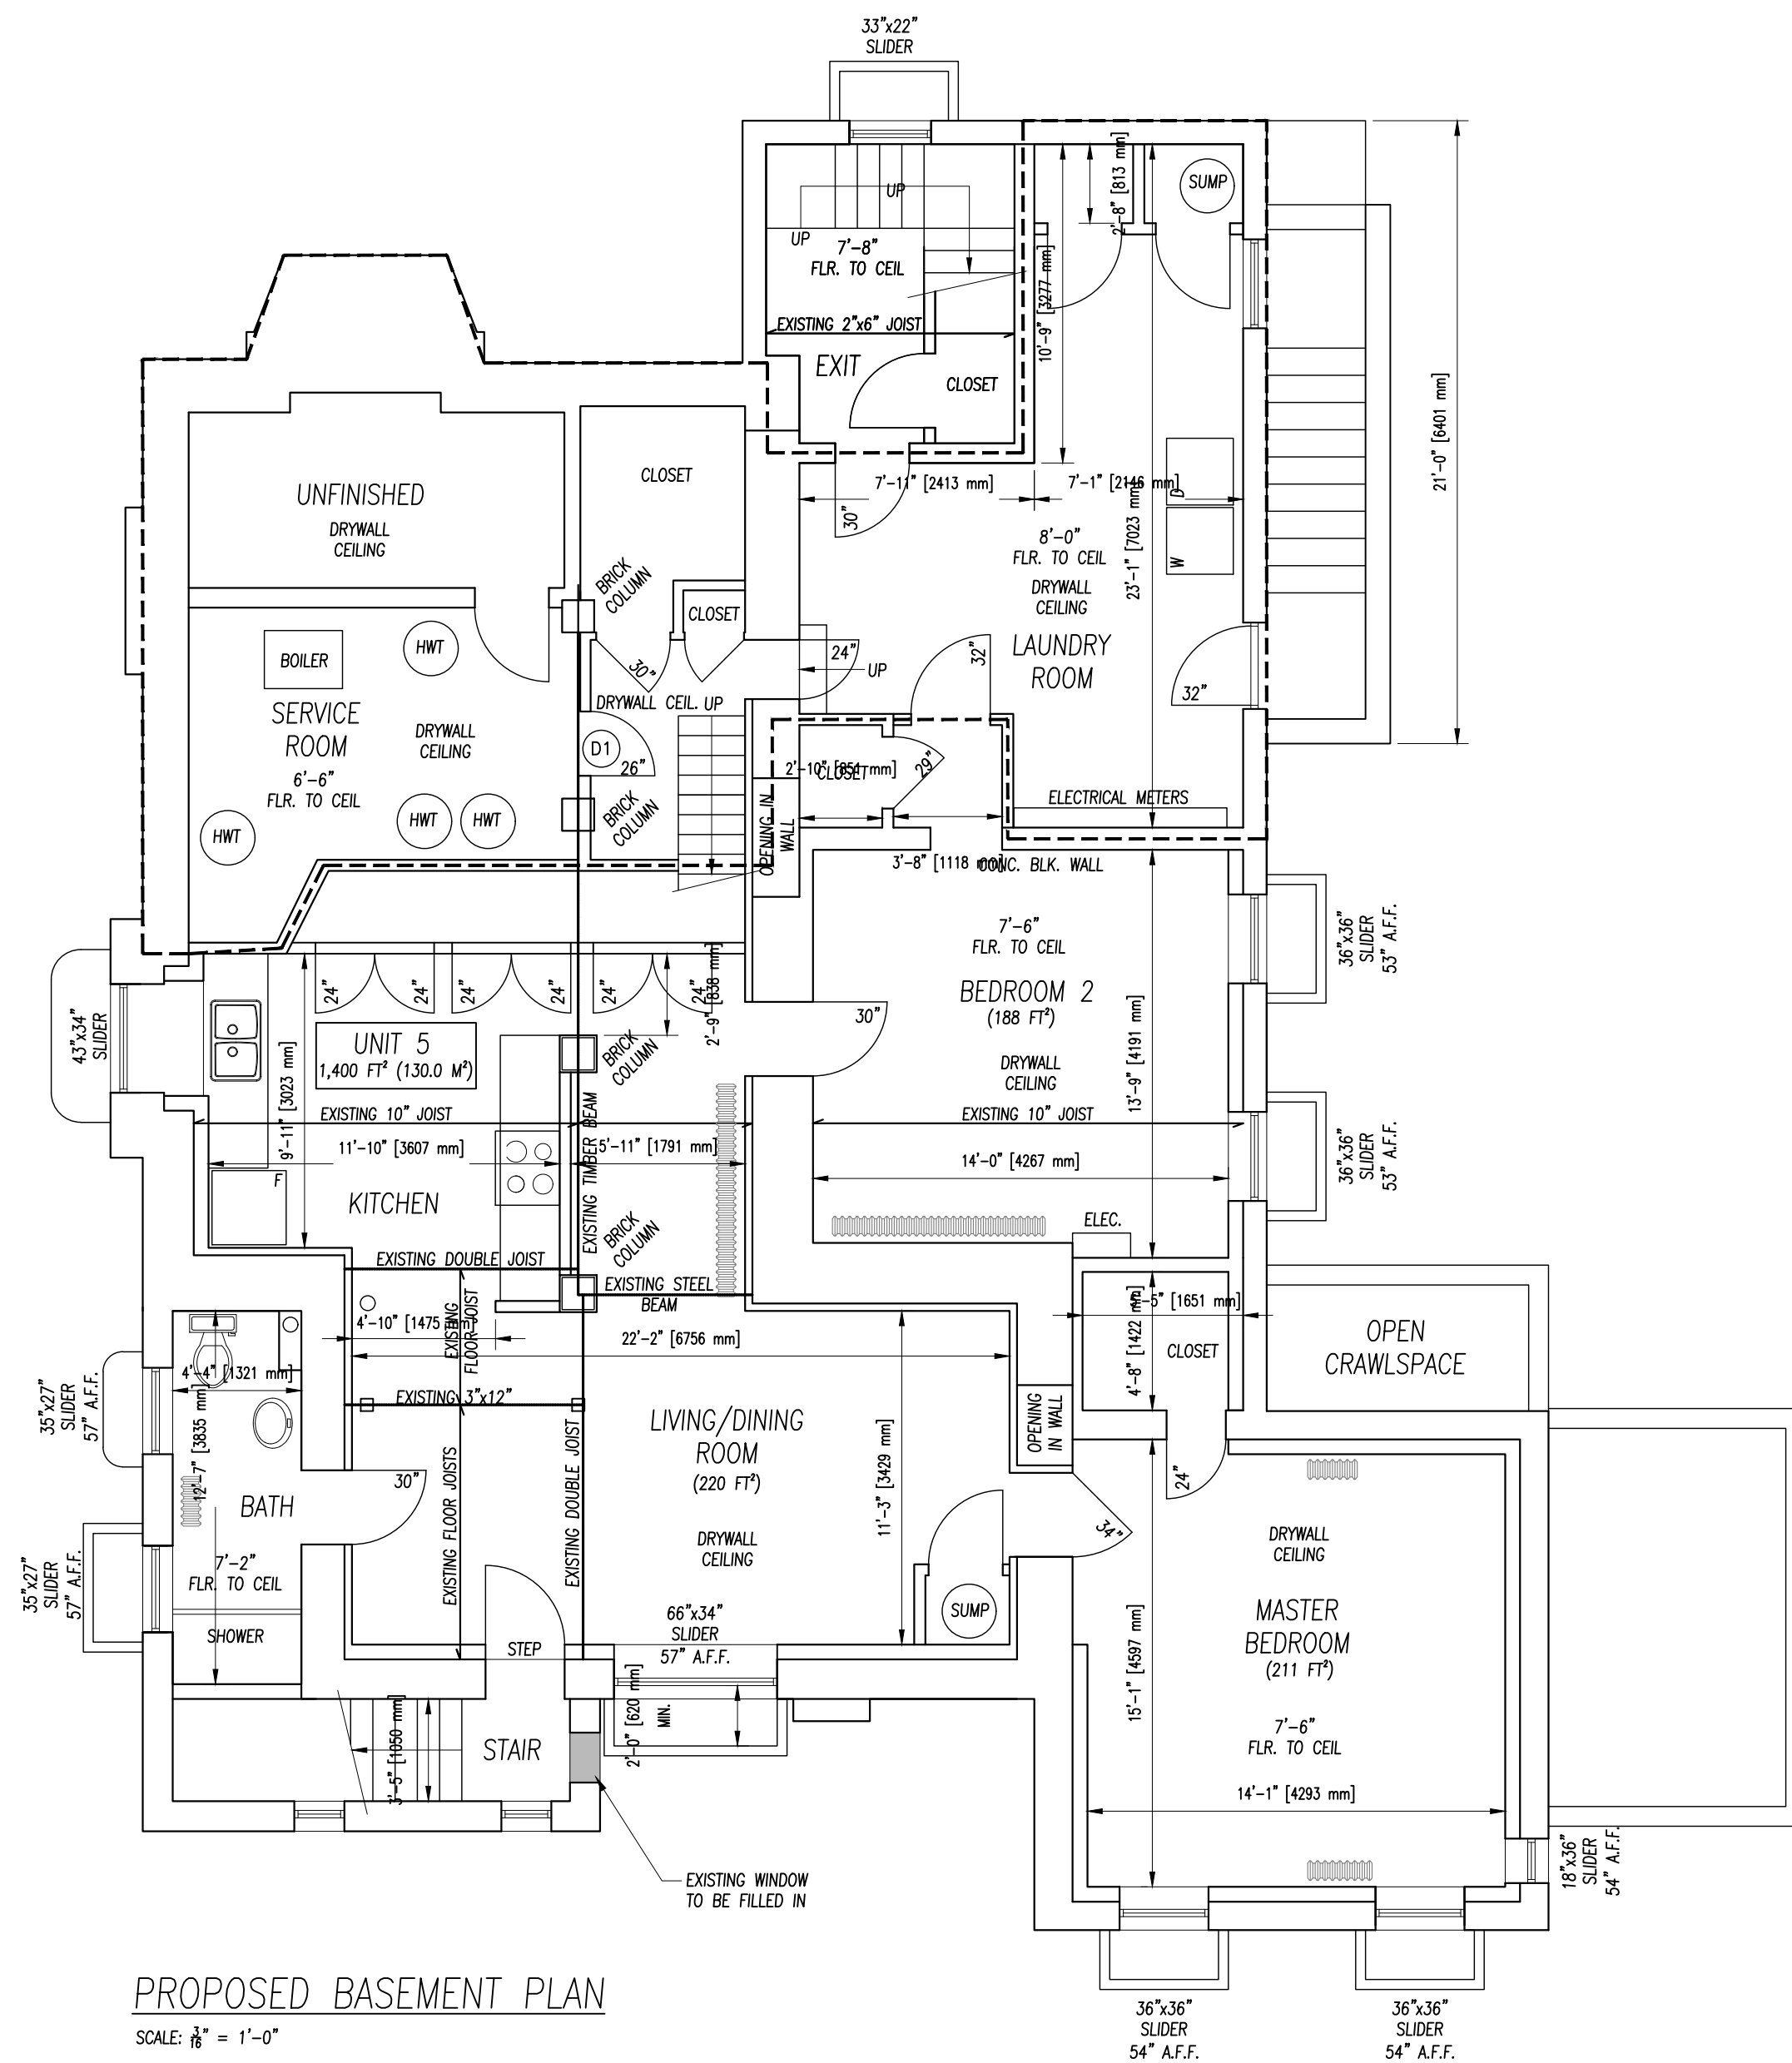 33"x22"
SLIDER
UP
UP
7'-8"
FLR. TO CEIL
EXISTING 2"x6" JOIST
EXIT
CLOSET
SUMP
2'-8" [813 mm]
10'-9" [3277 mm]
21'-0" [6401 mm]
UNFINISHED
DRYWALL
CEILING
CLOSET
7'-11" [2413 mm]
7'-1" [2146 mm]
30"
D
W
23'-1" [7023 mm]
8'-0"
FLR. TO CEIL
DRYWALL
CEILING
LAUNDRY
ROOM
BRICK
COLUMN
CLOSET
BOILER
HWT
30"
24"
UP
32"
32"
SERVICE
ROOM
6'-6"
FLR. TO CEIL
DRYWALL
CEILING
DRYWALL CEIL.
UP
D1
26"
HWT
HWT
HWT
BRICK
COLUMN
OPENING IN
WALL
2'-10" [851 mm]
CLOSET
29"
ELECTRICAL METERS
3'-8" [1118 mm]
CONC. BLK. WALL
7'-6"
FLR. TO CEIL
BEDROOM 2
(188 FT²)
DRYWALL
CEILING
36"x36"
SLIDER
53" A.F.F.
43"x34"
SLIDER
24"
24"
24"
24"
24"
24"
2'-9" [838 mm]
30"
UNIT 5
1,400 FT² (130.0 M²)
BRICK
COLUMN
9'-11" [3023 mm]
EXISTING 10" JOIST
11'-10" [3607 mm]
EXISTING TIMBER BEAM
5'-11" [1791 mm]
EXISTING 10" JOIST
14'-0" [4267 mm]
13'-9" [4191 mm]
36"x36"
SLIDER
53" A.F.F.
F
KITCHEN
BRICK
COLUMN
ELEC.
EXISTING DOUBLE JOIST
EXISTING STEEL
BEAM
EXISTING
FLOOR JOIST
4'-10" [1475 mm]
22'-2" [6756 mm]
5'-5" [1651 mm]
4'-8" [1422 mm]
CLOSET
OPEN
CRAWLSPACE
35"x27"
SLIDER
57" A.F.F.
4'-4" [1321 mm]
12'-7" [3835 mm]
EXISTING 3"x12"
LIVING/DINING
ROOM
(220 FT²)
DRYWALL
CEILING
OPENING
IN WALL
11'-3" [3429 mm]
24"
30"
BATH
EXISTING FLOOR JOISTS
EXISTING DOUBLE JOIST
34"
DRYWALL
CEILING
35"x27"
SLIDER
57" A.F.F.
7'-2"
FLR. TO CEIL
SHOWER
STEP
66"x34"
SLIDER
57" A.F.F.
SUMP
MASTER
BEDROOM
(211 FT²)
15'-1" [4597 mm]
2'-0" [620 mm]
MIN.
3'-5" [1050 mm]
STAIR
7'-6"
FLR. TO CEIL
14'-1" [4293 mm]
18"x36"
SLIDER
54" A.F.F.
EXISTING WINDOW
TO BE FILLED IN
PROPOSED BASEMENT PLAN
SCALE: 3/16" = 1'-0"
36"x36"
SLIDER
54" A.F.F.
36"x36"
SLIDER
54" A.F.F.